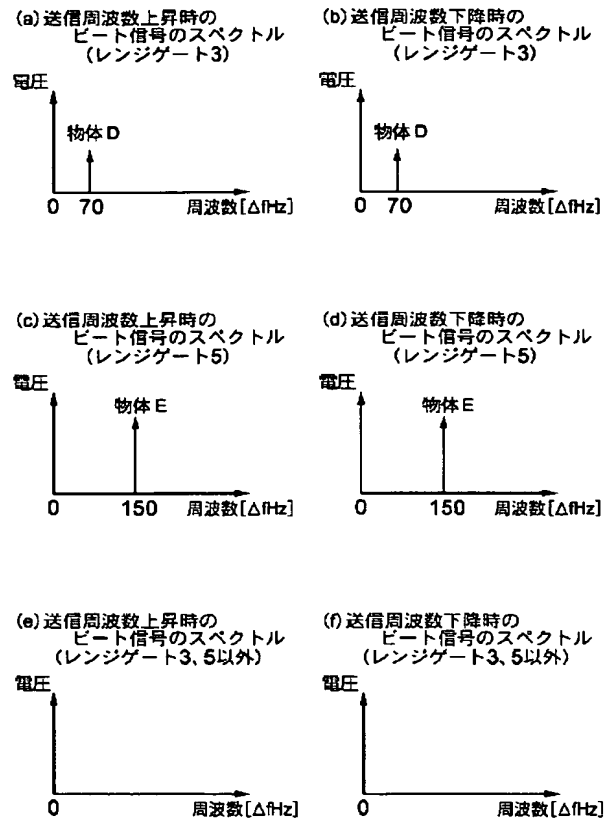 (a)送信周波数上昇時の
ビート信号のスペクトル
(レンジゲート3)
電圧
物体 D
0 70 周波数[ΔfHz]
(b)送信周波数下降時の
ビート信号のスペクトル
(レンジゲート3)
電圧
物体 D
0 70 周波数[ΔfHz]
(c)送信周波数上昇時の
ビート信号のスペクトル
(レンジゲート5)
電圧
物体 E
0 150 周波数[ΔfHz]
(d)送信周波数下降時の
ビート信号のスペクトル
(レンジゲート5)
電圧
物体 E
0 150 周波数[ΔfHz]
(e)送信周波数上昇時の
ビート信号のスペクトル
(レンジゲート3、5以外)
電圧
0 周波数[ΔfHz]
(f)送信周波数下降時の
ビート信号のスペクトル
(レンジゲート3、5以外)
電圧
0 周波数[ΔfHz]